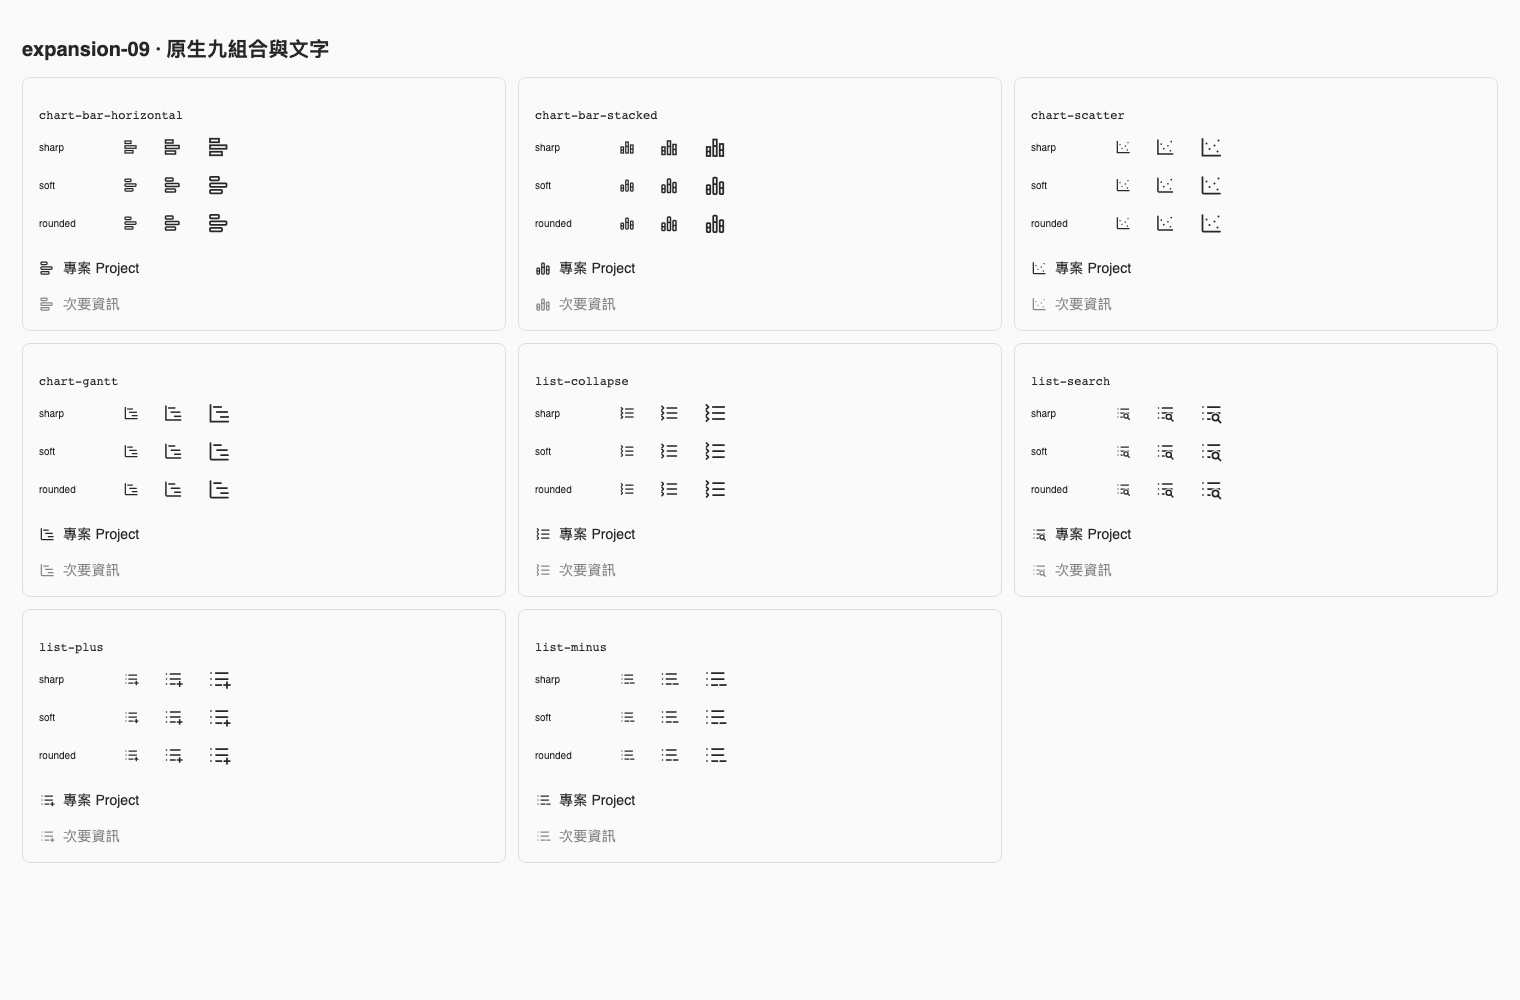 expansion-09 · 原生九組合與文字
chart-bar-horizontal
sharp
soft
rounded
專案 Project
次要資訊
chart-bar-stacked
sharp
soft
rounded
專案 Project
次要資訊
chart-scatter
sharp
soft
rounded
專案 Project
次要資訊
chart-gantt
sharp
soft
rounded
專案 Project
次要資訊
list-collapse
sharp
soft
rounded
專案 Project
次要資訊
list-search
sharp
soft
rounded
專案 Project
次要資訊
list-plus
sharp
soft
rounded
專案 Project
次要資訊
list-minus
sharp
soft
rounded
專案 Project
次要資訊